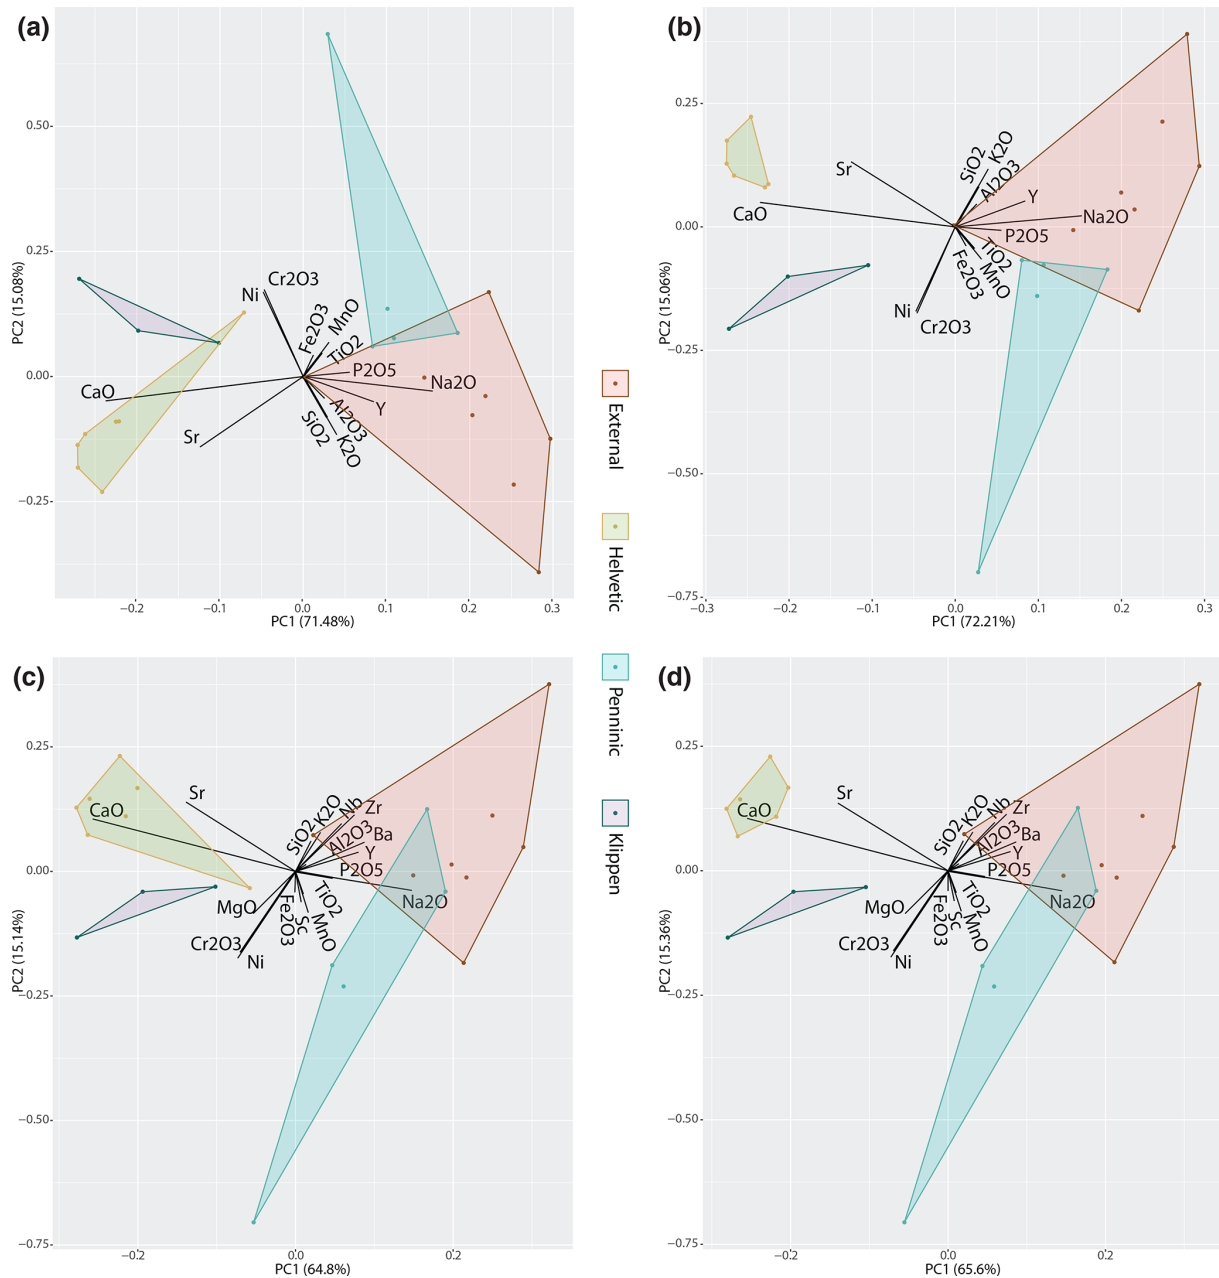 (a)
0.50
0.25
0.00
−0.25
PC2 (15.08%)
Cr2O3
Ni
Fe2O3
MnO
TiO2
P2O5
Na2O
Y
Al2O3
SiO2
K2O
CaO
Sr
−0.2
−0.1
0.0
0.1
0.2
0.3
PC1 (71.48%)
(b)
0.25
0.00
−0.25
−0.50
−0.75
PC2 (15.06%)
Sr
CaO
SiO2
K2O
Al2O3
Y
Na2O
P2O5
TiO2
MnO
Fe2O3
Ni
Cr2O3
−0.3
−0.2
−0.1
0.0
0.1
0.2
0.3
PC1 (72.21%)
External
Helvetic
Penninic
Klippen
(c)
0.25
0.00
−0.25
−0.50
−0.75
PC2 (15.14%)
Sr
CaO
SiO2
K2O
Nb
Zr
Al2O3
Ba
Y
P2O5
Na2O
TiO2
MnO
Sc
Fe2O3
MgO
Cr2O3
Ni
−0.2
0.0
0.2
PC1 (64.8%)
(d)
0.25
0.00
−0.25
−0.50
−0.75
PC2 (15.36%)
Sr
CaO
SiO2
K2O
Nb
Zr
Al2O3
Ba
Y
P2O5
Na2O
TiO2
MnO
Sc
Fe2O3
MgO
Cr2O3
Ni
−0.2
0.0
0.2
PC1 (65.6%)